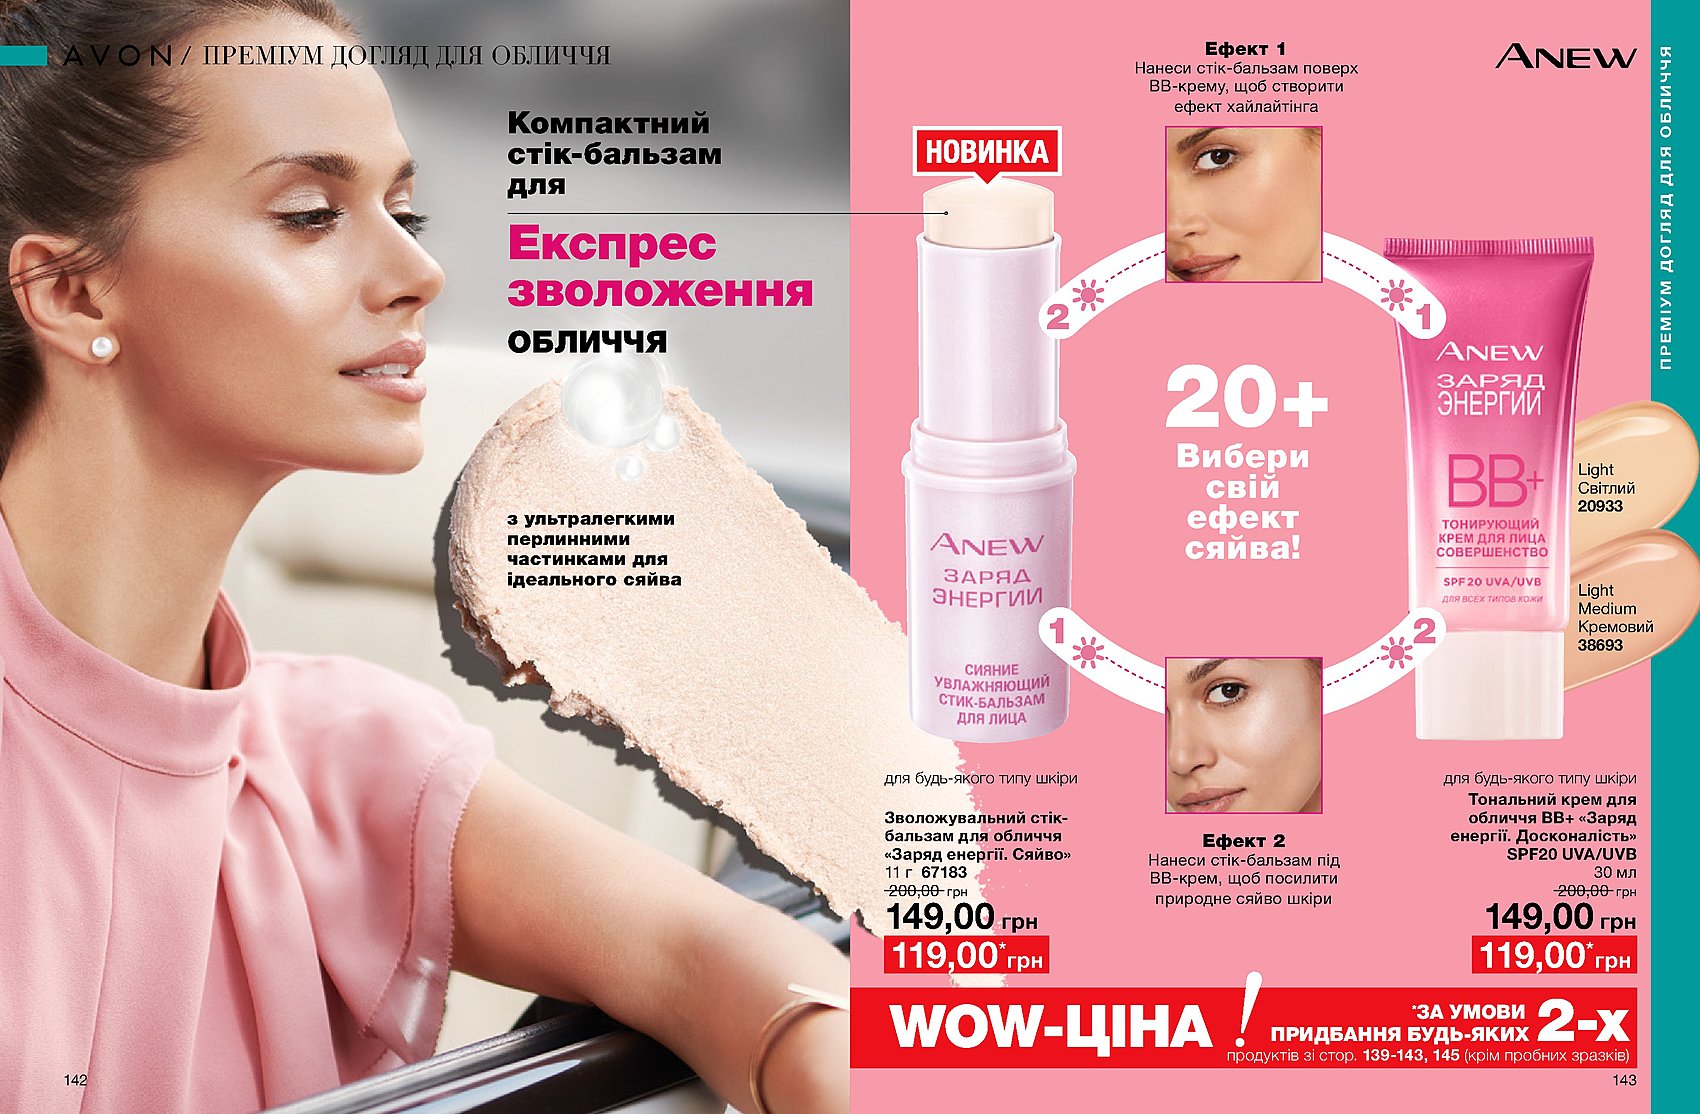 AVON / ПРЕМІУМ ДОГЛЯД ДЛЯ ОБЛИЧЧЯ
Компактний
стік-бальзам
для
Експрес
зволоження
обличчя
з ультралегкими
перлинними
частинками для
ідеального сяйва
142
Ефект 1
Нанеси стік-бальзам поверх
ВВ-крему, щоб створити
ефект хайлайтінга
ANEW
ПРЕМІУМ ДОГЛЯД ДЛЯ ОБЛИЧЧЯ
НОВИНКА
2
1
20+
Вибери
свій
ефект
сяйва!
1
2
ANEW
ЗАРЯД
ЭНЕРГИИ
СИЯНИЕ
УВЛАЖНЯЮЩИЙ
СТИК-БАЛЬЗАМ
ДЛЯ ЛИЦА
ANEW
ЗАРЯД
ЭНЕРГИИ
BB+
ТОНИРУЮЩИЙ
КРЕМ ДЛЯ ЛИЦА
СОВЕРШЕНСТВО
SPF 20 UVA/UVB
ДЛЯ ВСЕХ ТИПОВ КОЖИ
Light
Світлий
20933
Light
Medium
Кремовий
38693
для будь-якого типу шкіри
Зволожувальний стік-
бальзам для обличчя
«Заряд енергії. Сяйво»
11 г 67183
200,00 грн
149,00 грн
119,00* грн
Ефект 2
Нанеси стік-бальзам під
ВВ-крем, щоб посилити
природне сяйво шкіри
для будь-якого типу шкіри
Тональний крем для
обличчя ВВ+ «Заряд
енергії. Досконалість»
SPF20 UVA/UVB
30 мл
200,00 грн
149,00 грн
119,00* грн
WOW-ЦІНА!
*ЗА УМОВИ
ПРИДБАННЯ БУДЬ-ЯКИХ 2-х
продуктів зі стор. 139-143, 145 (крім пробних зразків)
143